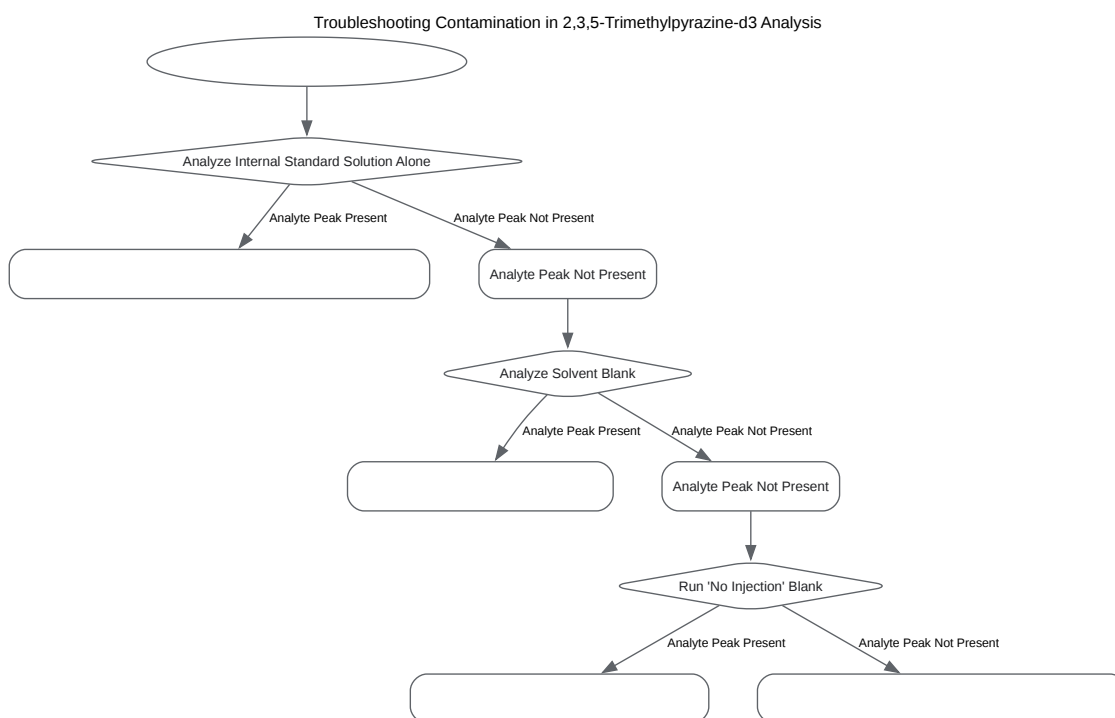 Troubleshooting Contamination in 2,3,5-Trimethylpyrazine-d3 Analysis
Analyze Internal Standard Solution Alone
Analyte Peak Present
Analyte Peak Not Present
Analyte Peak Not Present
Analyze Solvent Blank
Analyte Peak Present
Analyte Peak Not Present
Analyte Peak Not Present
Run 'No Injection' Blank
Analyte Peak Present
Analyte Peak Not Present